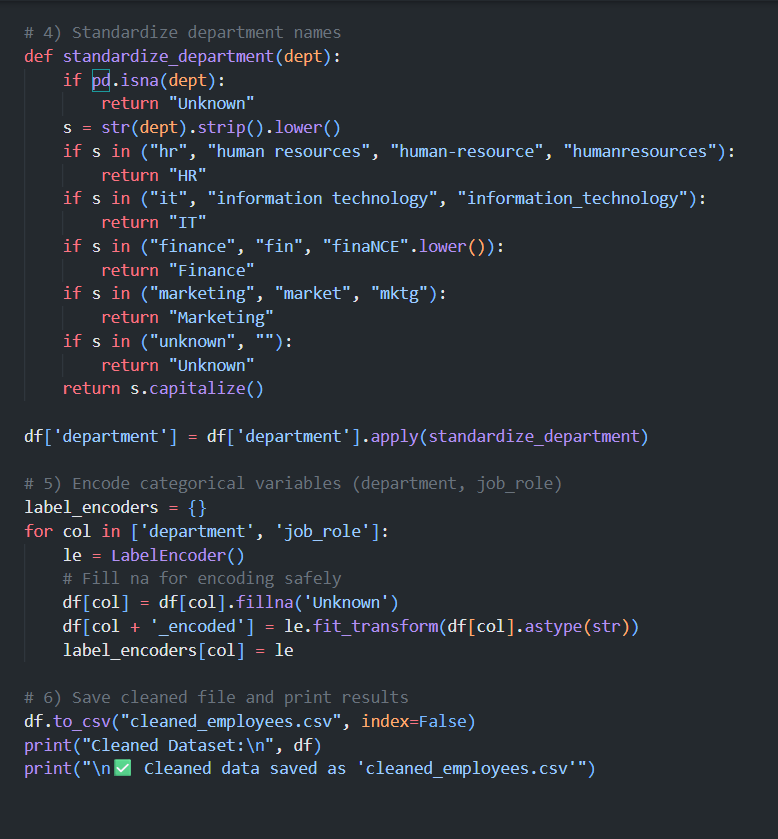 # 4) Standardize department names
def standardize_department(dept):
    if pd.isna(dept):
        return "Unknown"
    s = str(dept).strip().lower()
    if s in ("hr", "human resources", "human-resource", "humanresources"):
        return "HR"
    if s in ("it", "information technology", "information_technology"):
        return "IT"
    if s in ("finance", "fin", "finaNCE".lower()):
        return "Finance"
    if s in ("marketing", "market", "mktg"):
        return "Marketing"
    if s in ("unknown", ""):
        return "Unknown"
    return s.capitalize()

df['department'] = df['department'].apply(standardize_department)

# 5) Encode categorical variables (department, job_role)
label_encoders = {}
for col in ['department', 'job_role']:
    le = LabelEncoder()
    # Fill na for encoding safely
    df[col] = df[col].fillna('Unknown')
    df[col + '_encoded'] = le.fit_transform(df[col].astype(str))
    label_encoders[col] = le

# 6) Save cleaned file and print results
df.to_csv("cleaned_employees.csv", index=False)
print("Cleaned Dataset:\n", df)
print("\n✅ Cleaned data saved as 'cleaned_employees.csv'")